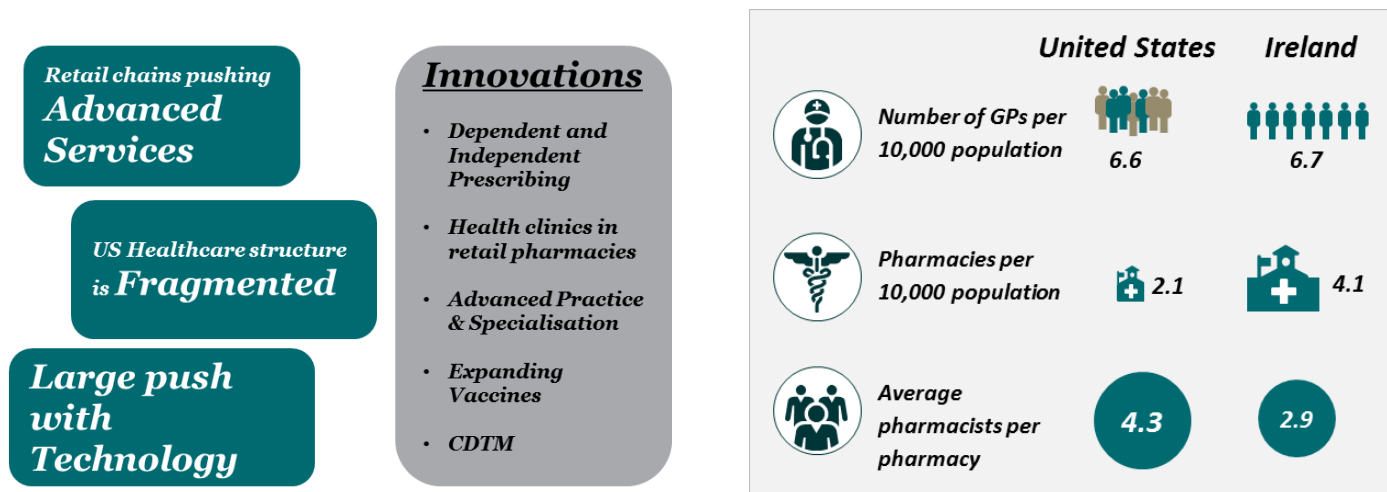 Retail chains pushing
Advanced
Services
US Healthcare structure
is Fragmented
Large push
with
Technology
Innovations
• Dependent and
Independent
Prescribing
• Health clinics in
retail pharmacies
• Advanced Practice
& Specialisation
• Expanding
Vaccines
• CDTM
United States
Ireland
Number of GPs per
10,000 population
6.6
6.7
Pharmacies per
10,000 population
2.1
4.1
Average
pharmacists per
pharmacy
4.3
2.9